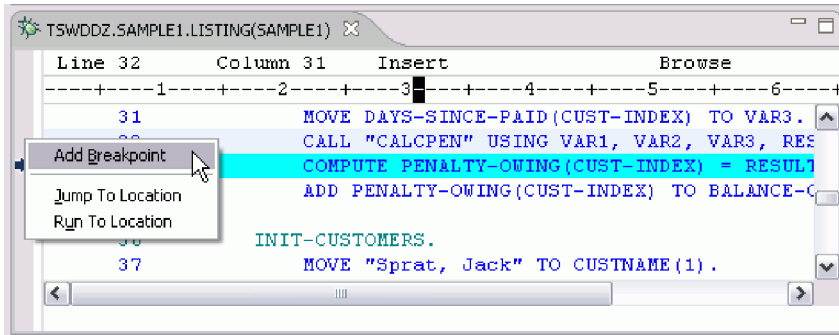 TSWDDZ.SAMPLE1.LISTING(SAMPLE1)
Line 32 Column 31 Insert Browse
----+----1----+----2----+----3----+----4----+----5----+----6----+
31 MOVE DAYS-SINCE-PAID(CUST-INDEX) TO VAR3.
CALL "CALCPEN" USING VAR1, VAR2, VAR3, RES
COMPUTE PENALTY-OWING(CUST-INDEX) = RESULT
ADD PENALTY-OWING(CUST-INDEX) TO BALANCE-
INIT-CUSTOMERS.
37 MOVE "Sprat, Jack" TO CUSTNAME(1).
Add Breakpoint
Jump To Location
Run To Location